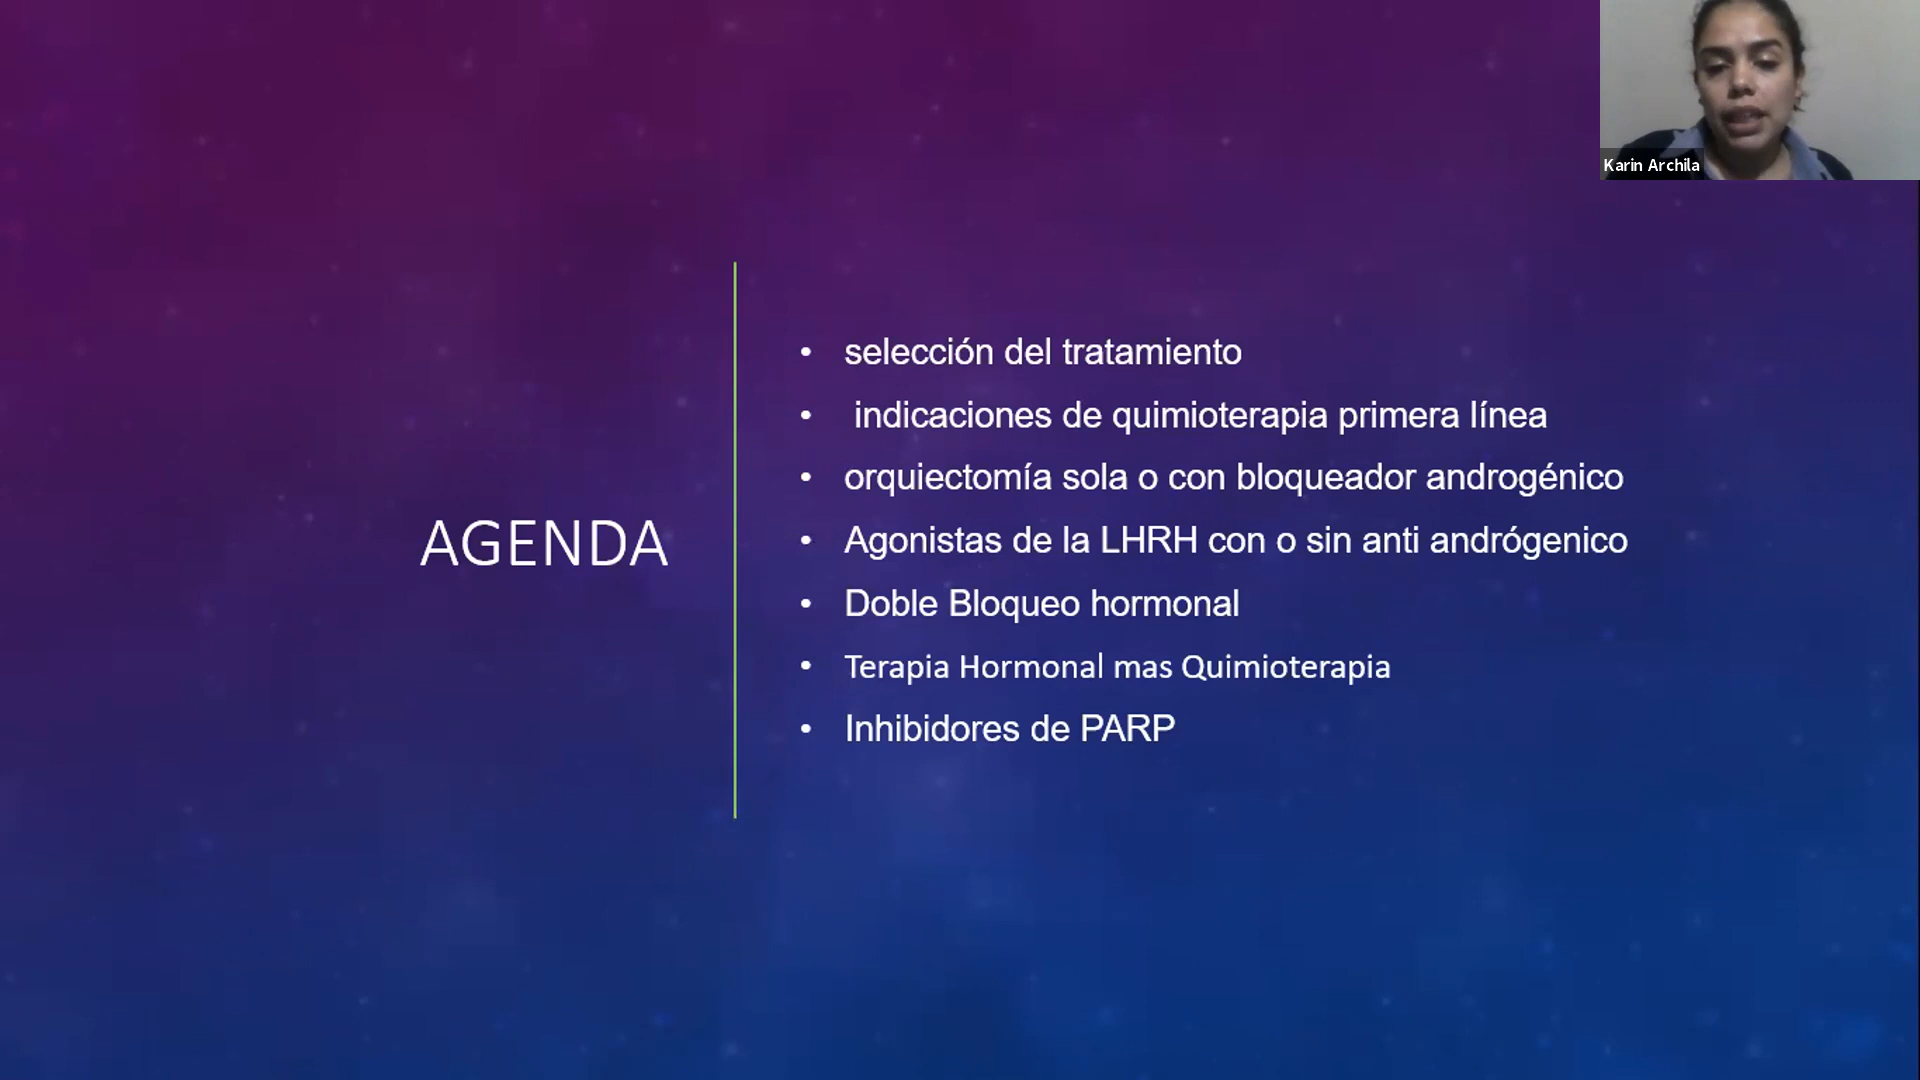 Karin Archila
AGENDA
• selección del tratamiento
• indicaciones de quimioterapia primera línea
• orquiectomía sola o con bloqueador androgénico
• Agonistas de la LHRH con o sin anti andrógenico
• Doble Bloqueo hormonal
• Terapia Hormonal mas Quimioterapia
• Inhibidores de PARP